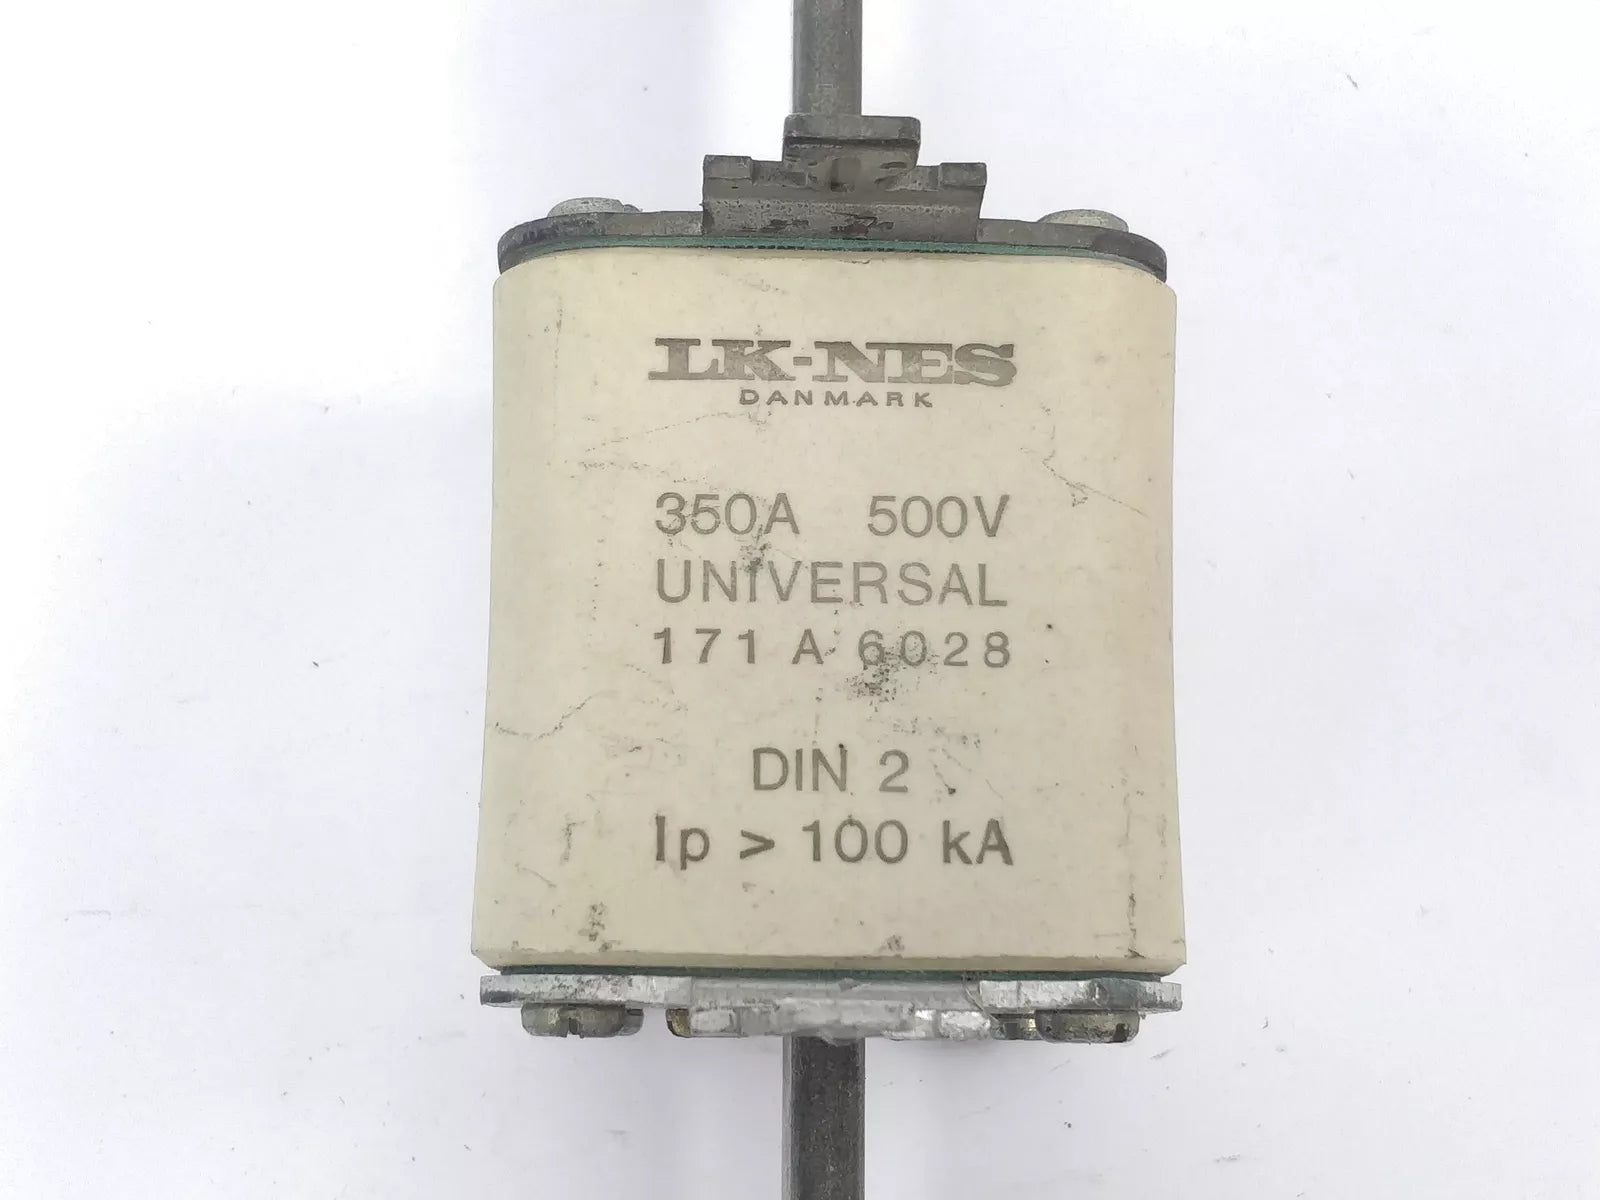 LK-NES
DANMARK
350A 500V
UNIVERSAL
171 A 6028
DIN 2
Ip > 100 kA